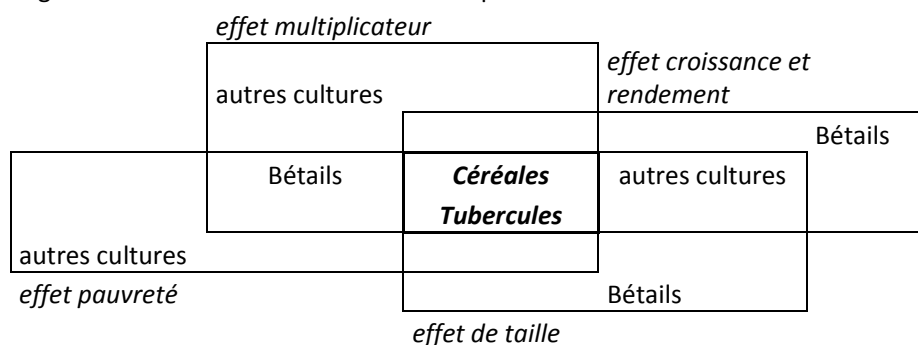 effet multiplicateur
effet croissance et
rendement
autres cultures
Bétails
Bétails
Céréales
autres cultures
Tubercules
autres cultures
effet pauvreté
Bétails
effet de taille